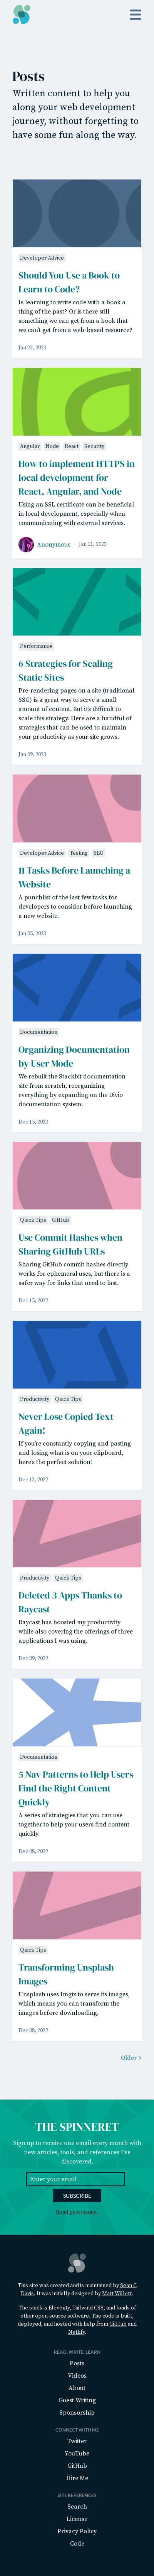 Posts
Written content to help you
along your web development
journey, without forgetting to
have some fun along the way.
Developer Advice
Should You Use a Book to
Learn to Code?
Is learning to write code with a book a
thing of the past? Or is there still
something we can get from a book that
we can't get from a web-based resource?
Jan 23, 2023
Angular Node React Security
How to implement HTTPS in
local development for
React, Angular, and Node
Using an SSL certificate can be beneficial
in local development, especially when
communicating with external services.
Anonymous Jan 11, 2023
Performance
6 Strategies for Scaling
Static Sites
Pre-rendering pages on a site (traditional
SSG) is a great way to serve a small
amount of content. But it's difficult to
scale this strategy. Here are a handful of
strategies that can be used to maintain
your productivity as your site grows.
Jan 09, 2023
Developer Advice Testing SEO
11 Tasks Before Launching a
Website
A punchlist of the last few tasks for
developers to consider before launching
a new website.
Jan 05, 2023
Documentation
Organizing Documentation
by User Mode
We rebuilt the Stackbit documentation
site from scratch, reorganizing
everything by expanding on the Divio
documentation system.
Dec 15, 2022
Quick Tips GitHub
Use Commit Hashes when
Sharing GitHub URLs
Sharing GitHub commit hashes directly
works for ephemeral uses, but there is a
safer way for links that need to last.
Dec 15, 2022
Productivity Quick Tips
Never Lose Copied Text
Again!
If you're constantly copying and pasting
and losing what is on your clipboard,
here's the perfect solution!
Dec 13, 2022
Productivity Quick Tips
Deleted 3 Apps Thanks to
Raycast
Raycast has boosted my productivity
while also covering the offerings of three
applications I was using.
Dec 09, 2022
Documentation
5 Nav Patterns to Help Users
Find the Right Content
Quickly
A series of strategies that you can use
together to help your users find content
quickly.
Dec 08, 2022
Quick Tips
Transforming Unsplash
Images
Unsplash uses Imgix to serve its images,
which means you can transform the
images before downloading.
Dec 08, 2022
Older >
THE SPINNERET
Sign up to receive one email every month with
new articles, tools, and references I've
discovered.
Enter your email
SUBSCRIBE
Read past issues.
This site was created and is maintained by Sean C
Davis. It was initially designed by Matt Willett.
The stack is Eleventy, Tailwind CSS, and loads of
other open source software. The code is built,
deployed, and hosted with help from GitHub and
Netlify.
READ, WRITE, LEARN
Posts
Videos
About
Guest Writing
Sponsorship
CONNECT WITH ME
Twitter
YouTube
GitHub
Hire Me
SITE REFERENCES
Search
License
Privacy Policy
Code